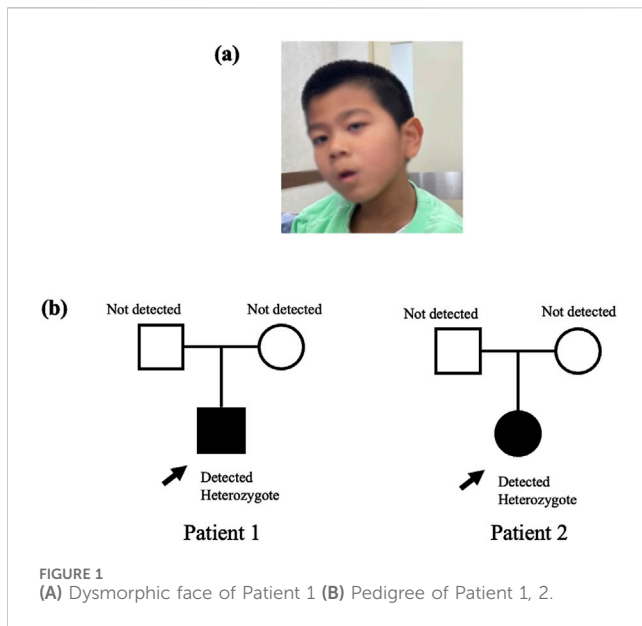 (a)
(b)
Not detected
Not detected
Detected
Heterozygote
Patient 1
Not detected
Not detected
Detected
Heterozygote
Patient 2
FIGURE 1
(A) Dysmorphic face of Patient 1 (B) Pedigree of Patient 1, 2.